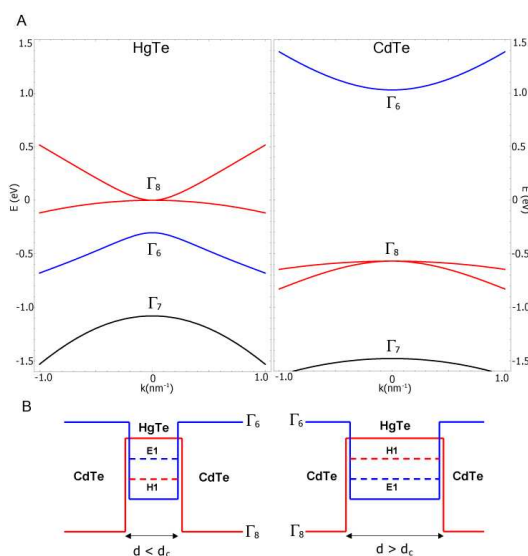 A
HgTe
CdTe
1.5
1.0
0.5
0
-0.5
-1.0
-1.5
E (eV)
Γ8
Γ6
Γ7
-1.0
0
1.0
k(nm⁻¹)
Γ6
Γ8
Γ7
-1.0
0
1.0
k(nm⁻¹)
1.5
1.0
0.5
0
-0.5
-1.0
-1.5
E (eV)
B
HgTe
Γ6
E1
H1
CdTe
CdTe
Γ8
d < dc
Γ6
HgTe
H1
E1
CdTe
CdTe
Γ8
d > dc